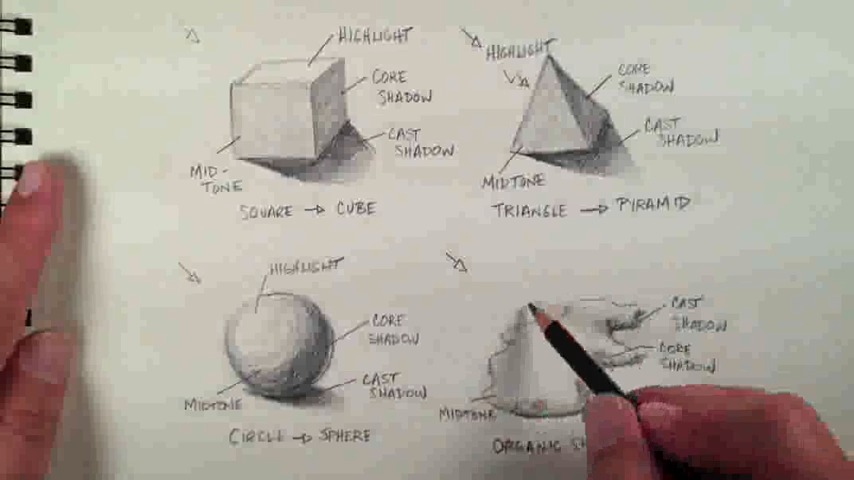 HIGHLIGHT
CORE
SHADOW
CAST
SHADOW
MID-
TONE
SQUARE → CUBE
HIGHLIGHT
CORE
SHADOW
CAST
SHADOW
MIDTONE
TRIANGLE → PYRAMID
HIGHLIGHT
CORE
SHADOW
CAST
SHADOW
MIDTONE
CIRCLE → SPHERE
CAST
SHADOW
CORE
SHADOW
MIDTONE
ORGANIC